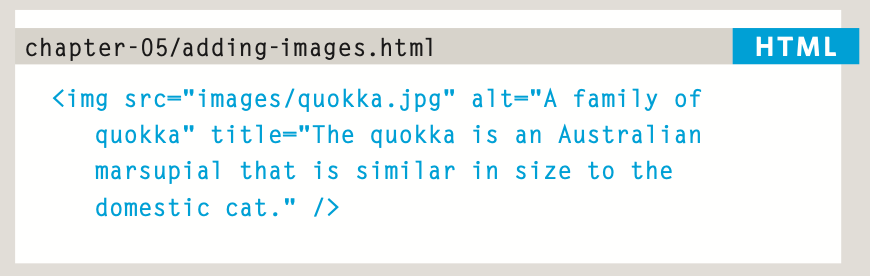 chapter-05/adding-images.html HTML
<img src="images/quokka.jpg" alt="A family of
quokka" title="The quokka is an Australian
marsupial that is similar in size to the
domestic cat." />